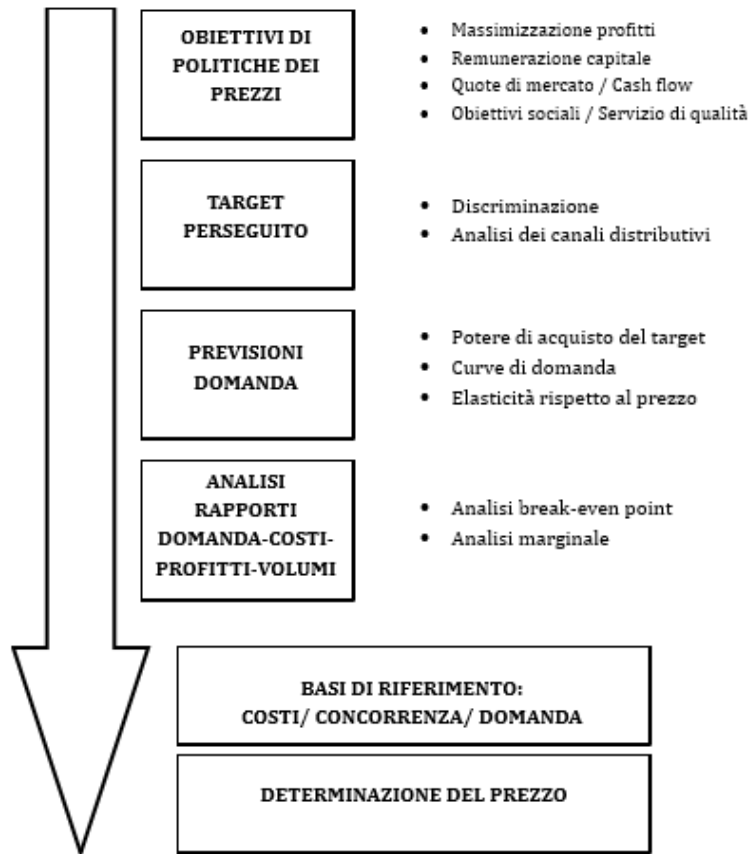 OBIETTIVI DI
POLITICHE DEI
PREZZI
• Massimizzazione profitti
• Remunerazione capitale
• Quote di mercato / Cash flow
• Obiettivi sociali / Servizio di qualità
TARGET
PERSEGUITO
• Discriminazione
• Analisi dei canali distributivi
PREVISIONI
DOMANDA
• Potere di acquisto del target
• Curve di domanda
• Elasticità rispetto al prezzo
ANALISI
RAPPORTI
DOMANDA-COSTI-
PROFITTI-VOLUMI
• Analisi break-even point
• Analisi marginale
BASI DI RIFERIMENTO:
COSTI/ CONCORRENZA/ DOMANDA
DETERMINAZIONE DEL PREZZO